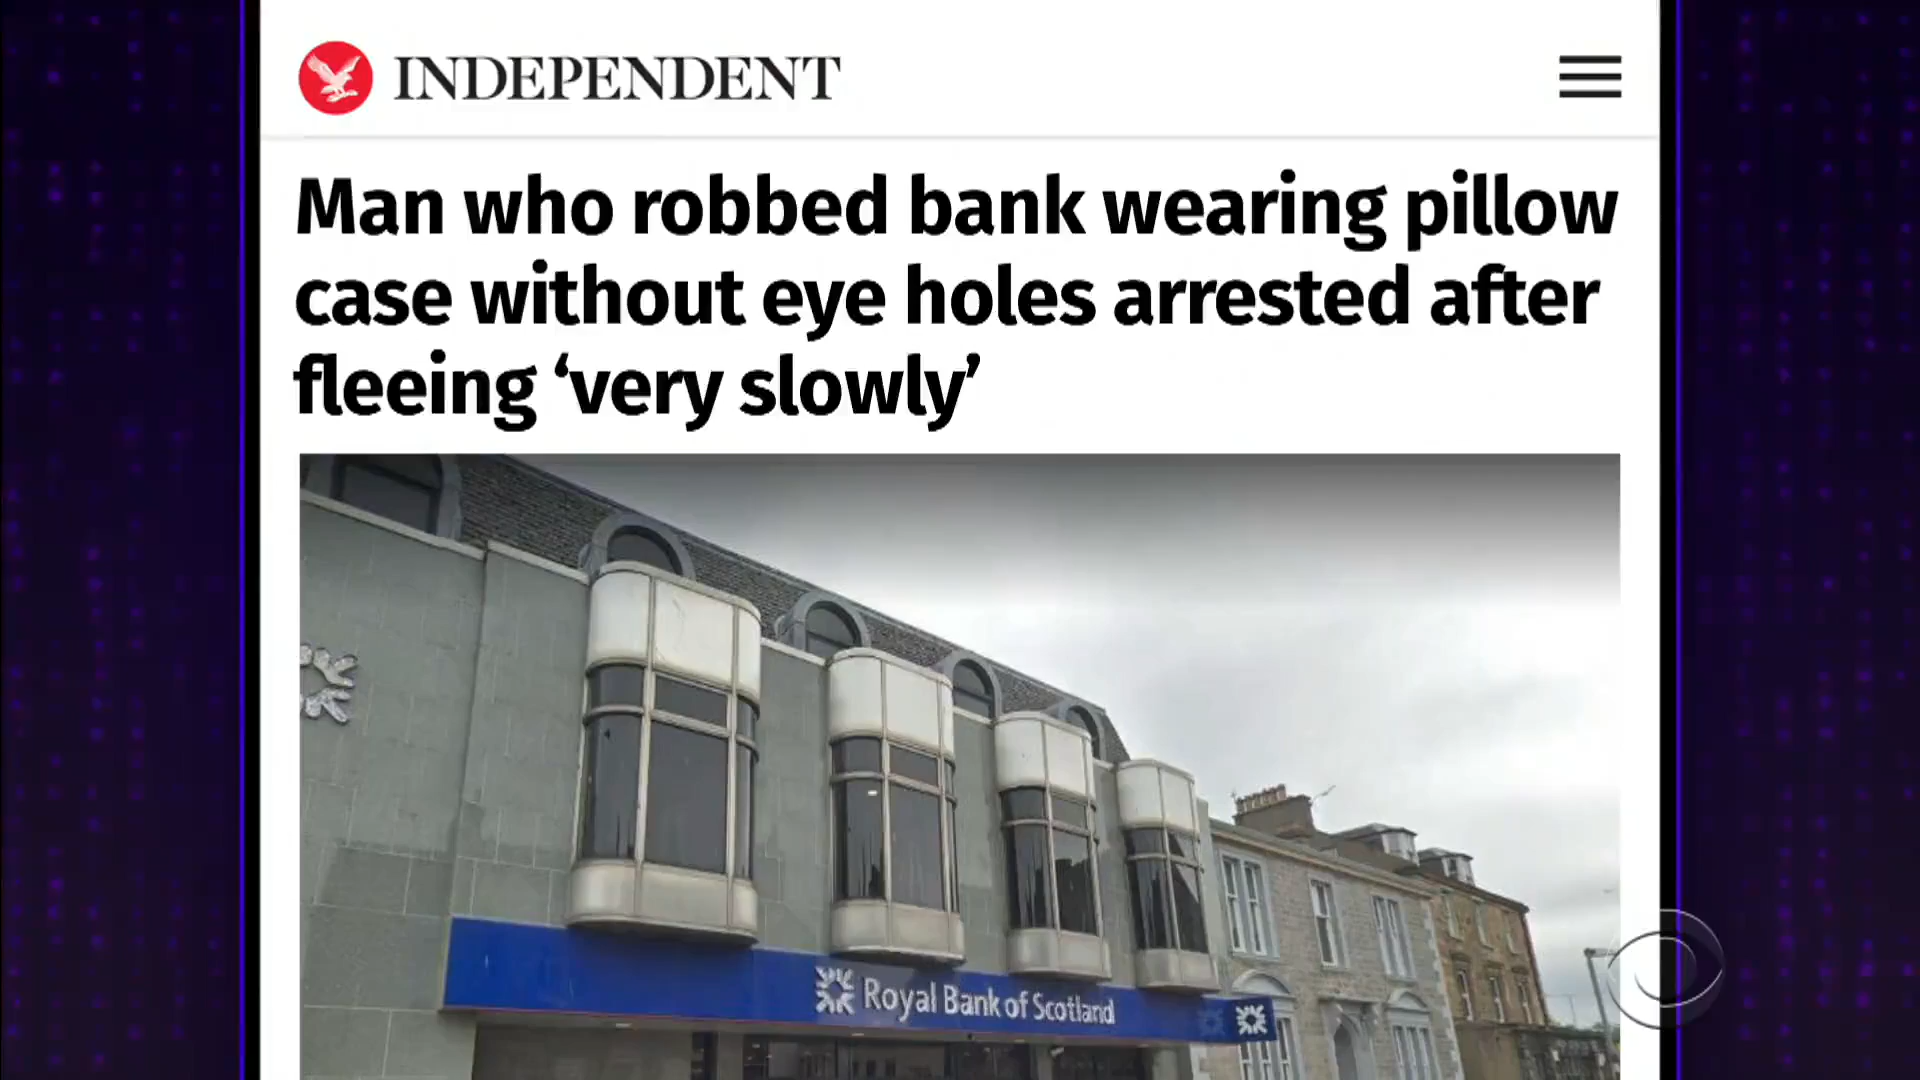 INDEPENDENT
Man who robbed bank wearing pillow
case without eye holes arrested after
fleeing ‘very slowly’
Royal Bank of Scotland